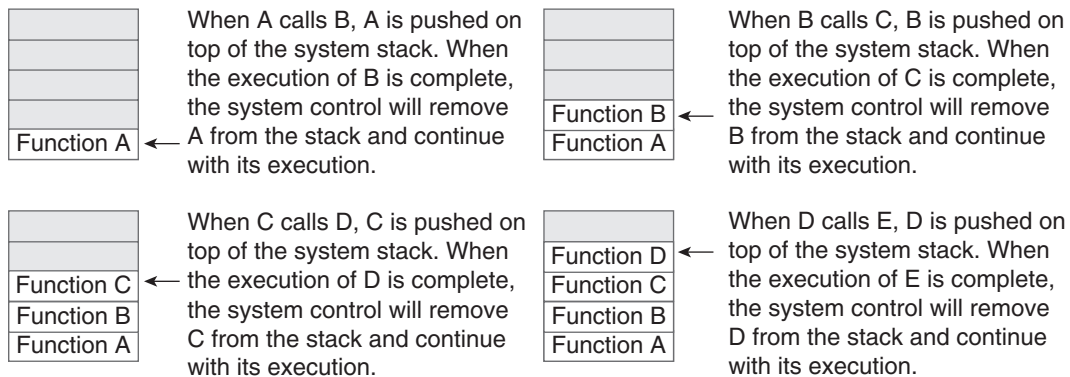 Function A
When A calls B, A is pushed on
top of the system stack. When
the execution of B is complete,
the system control will remove
A from the stack and continue
with its execution.
Function B
Function A
When B calls C, B is pushed on
top of the system stack. When
the execution of C is complete,
the system control will remove
B from the stack and continue
with its execution.
Function C
Function B
Function A
When C calls D, C is pushed on
top of the system stack. When
the execution of D is complete,
the system control will remove
C from the stack and continue
with its execution.
Function D
Function C
Function B
Function A
When D calls E, D is pushed on
top of the system stack. When
the execution of E is complete,
the system control will remove
D from the stack and continue
with its execution.